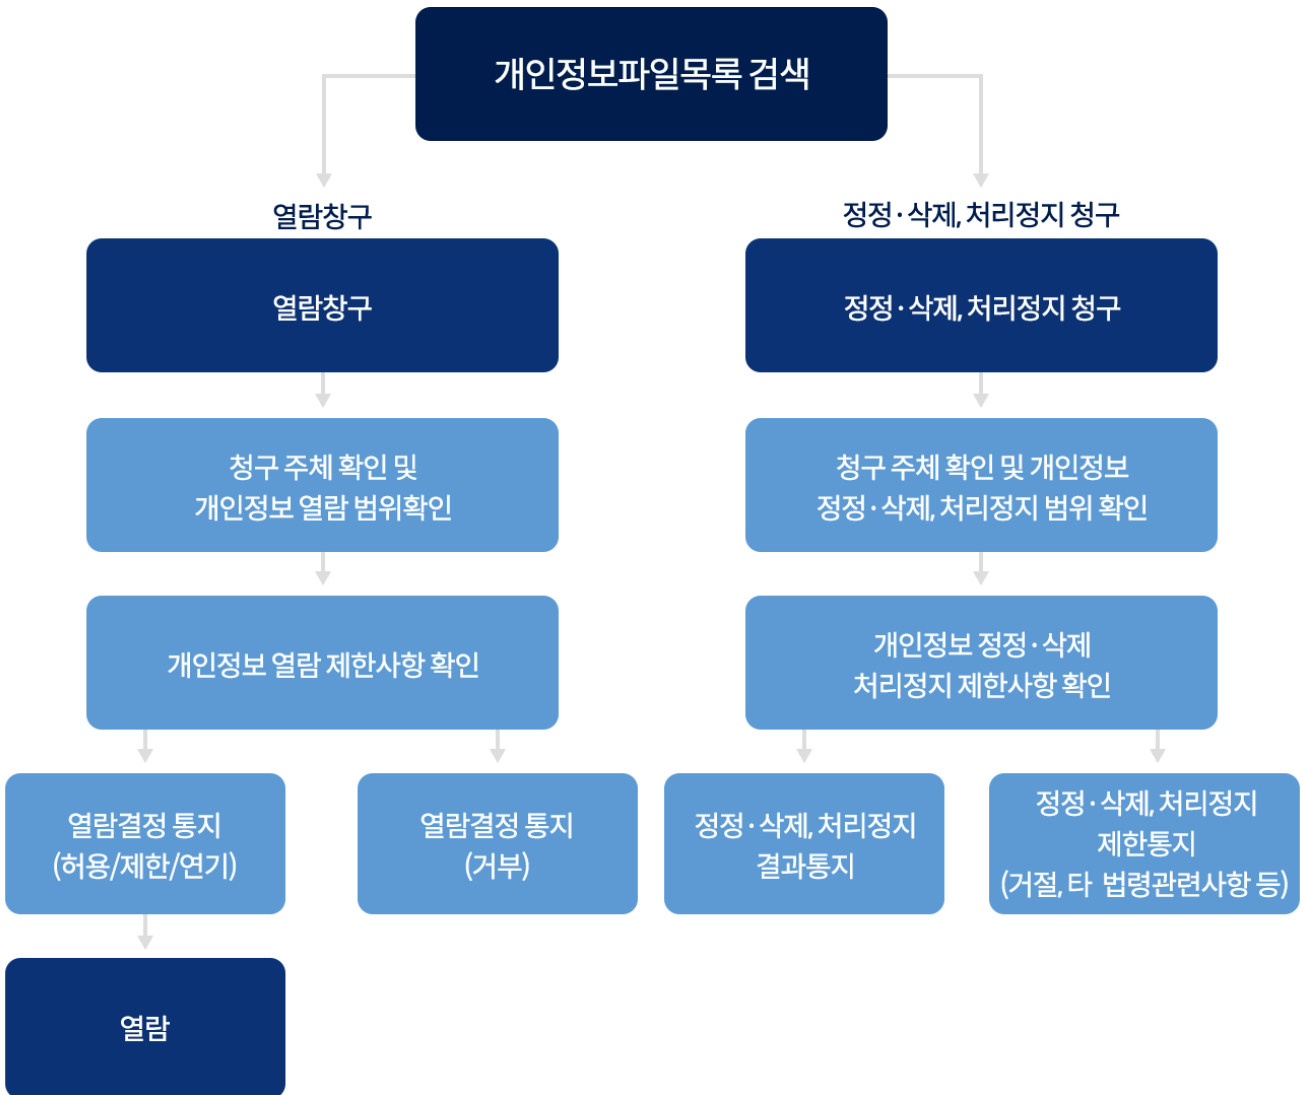 개인정보파일목록 검색
열람창구
열람창구
청구 주체 확인 및
개인정보 열람 범위확인
개인정보 열람 제한사항 확인
열람결정 통지
(허용/제한/연기)
열람결정 통지
(거부)
열람
정정·삭제, 처리정지 청구
정정·삭제, 처리정지 청구
청구 주체 확인 및 개인정보
정정·삭제, 처리정지 범위 확인
개인정보 정정·삭제
처리정지 제한사항 확인
정정·삭제, 처리정지
결과통지
정정·삭제, 처리정지
제한통지
(거절, 타 법령관련사항 등)